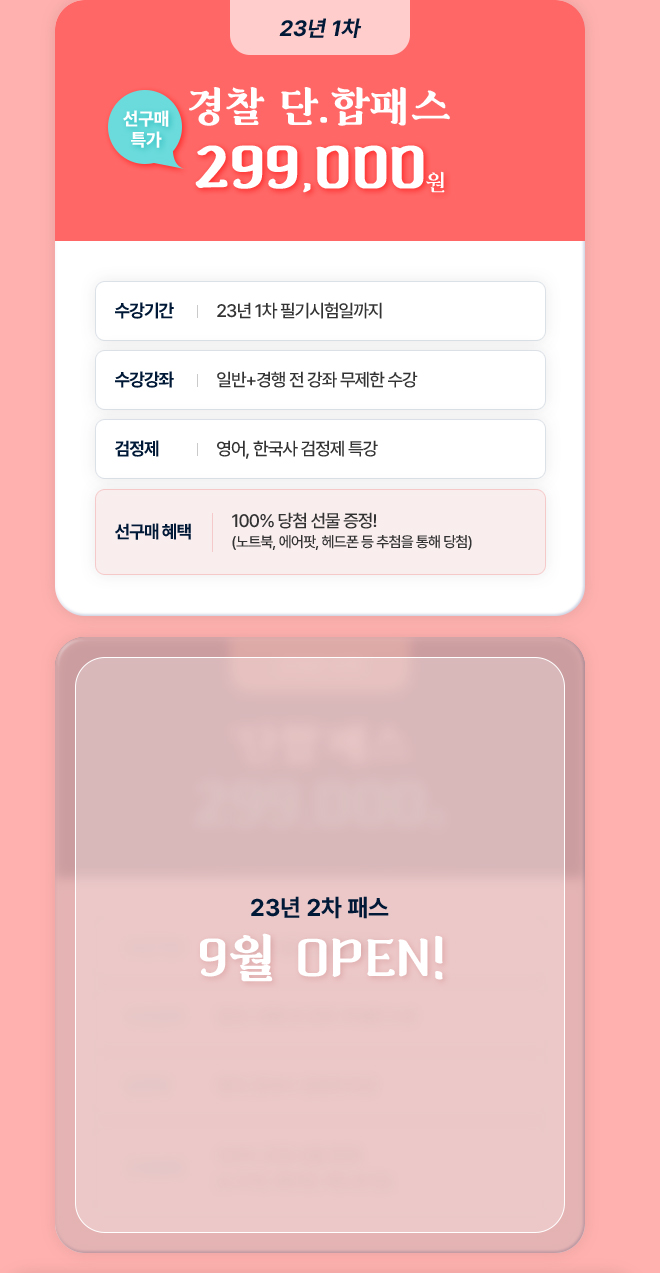 23년 1차
선구매
특가
경찰 단.합패스
299,000원
수강기간 23년 1차 필기시험일까지
수강강좌 일반+경행 전 강좌 무제한 수강
검정제 영어, 한국사 검정제 특강
선구매 혜택 100% 당첨 선물 증정!
(노트북, 에어팟, 헤드폰 등 추첨을 통해 당첨)
23년 2차 패스
9월 OPEN!